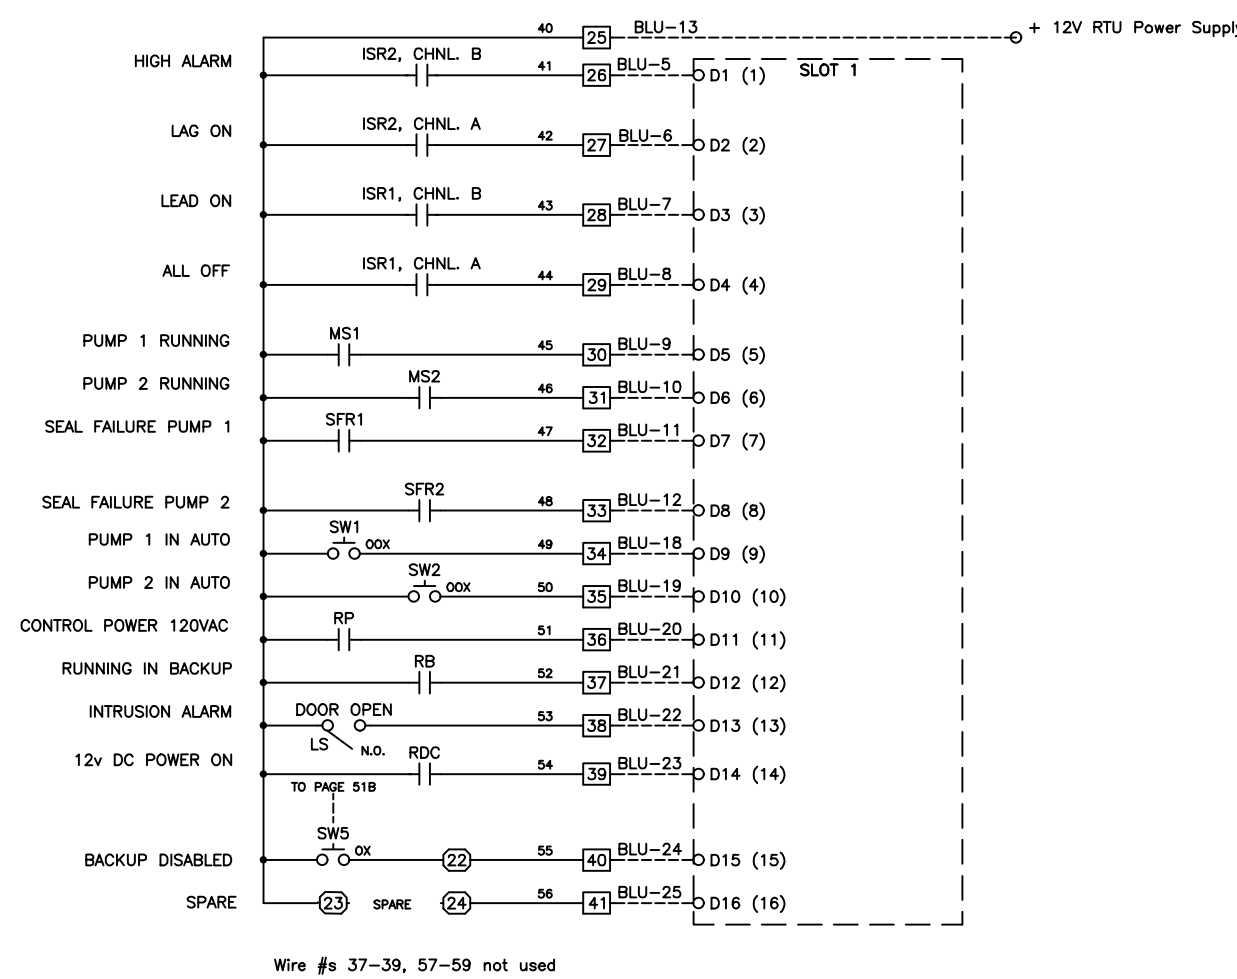 40 25 BLU-13 + 12V RTU Power Supply
HIGH ALARM ISR2, CHNL. B 41 26 BLU-5 D1 (1) SLOT 1
LAG ON ISR2, CHNL. A 42 27 BLU-6 D2 (2)
LEAD ON ISR1, CHNL. B 43 28 BLU-7 D3 (3)
ALL OFF ISR1, CHNL. A 44 29 BLU-8 D4 (4)
PUMP 1 RUNNING MS1 45 30 BLU-9 D5 (5)
PUMP 2 RUNNING MS2 46 31 BLU-10 D6 (6)
SEAL FAILURE PUMP 1 SFR1 47 32 BLU-11 D7 (7)
SEAL FAILURE PUMP 2 SFR2 48 33 BLU-12 D8 (8)
PUMP 1 IN AUTO SW1 OOX 49 34 BLU-18 D9 (9)
PUMP 2 IN AUTO SW2 OOX 50 35 BLU-19 D10 (10)
CONTROL POWER 120VAC RP 51 36 BLU-20 D11 (11)
RUNNING IN BACKUP RB 52 37 BLU-21 D12 (12)
INTRUSION ALARM DOOR OPEN 53 38 BLU-22 D13 (13)
LS N.O.
12v DC POWER ON RDC 54 39 BLU-23 D14 (14)
TO PAGE 51B
SW5
BACKUP DISABLED OX 22 55 40 BLU-24 D15 (15)
SPARE 23 SPARE 24 56 41 BLU-25 D16 (16)
Wire #s 37-39, 57-59 not used